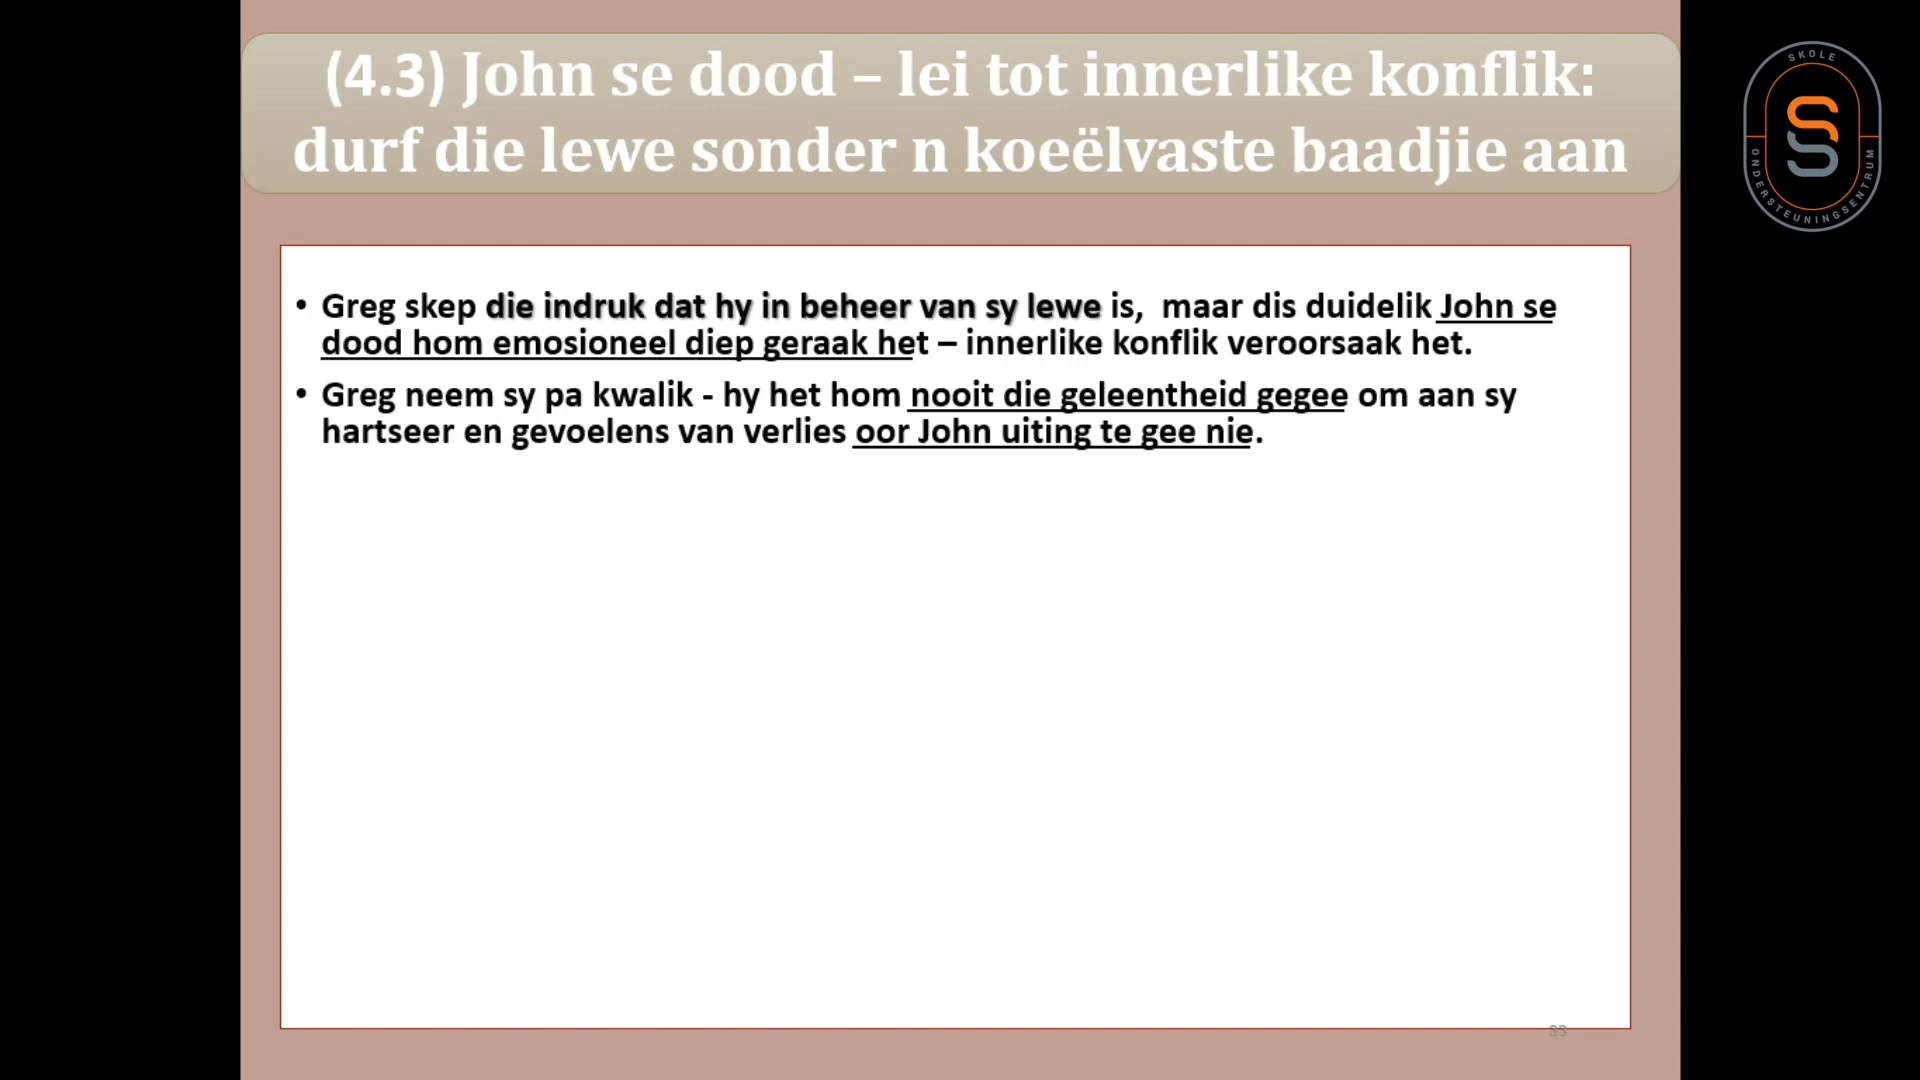 (4.3) John se dood – lei tot innerlike konflik:
durf die lewe sonder n koeëlvaste baadjie aan
SKOLE
ONDERSTEUNINGSENTRUM
• Greg skep die indruk dat hy in beheer van sy lewe is, maar dis duidelik John se
dood hom emosioneel diep geraak het – innerlike konflik veroorsaak het.
• Greg neem sy pa kwalik - hy het hom nooit die geleentheid gegee om aan sy
hartseer en gevoelens van verlies oor John uiting te gee nie.